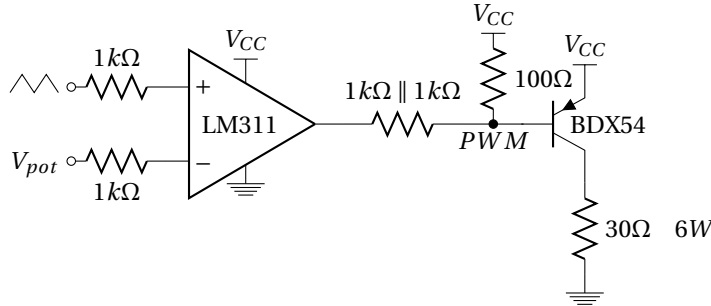 V_CC
V_CC
V_CC
1kΩ
1kΩ ∥ 1kΩ
100Ω
+
LM311
BDX54
PWM
V_pot
−
1kΩ
30Ω 6W